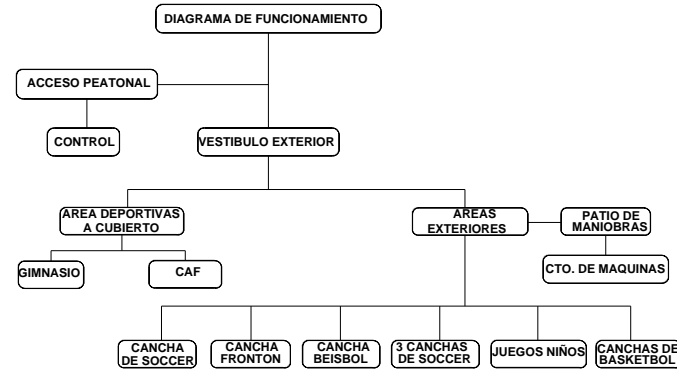 DIAGRAMA DE FUNCIONAMIENTO
ACCESO PEATONAL
CONTROL
VESTIBULO EXTERIOR
AREA DEPORTIVAS
A CUBIERTO
AREAS
EXTERIORES
PATIO DE
MANIOBRAS
GIMNASIO
CAF
CTO. DE MAQUINAS
CANCHA
DE SOCCER
CANCHA
FRONTON
CANCHA
BEISBOL
3 CANCHAS
DE SOCCER
JUEGOS NIÑOS
CANCHAS DE
BASKETBOL